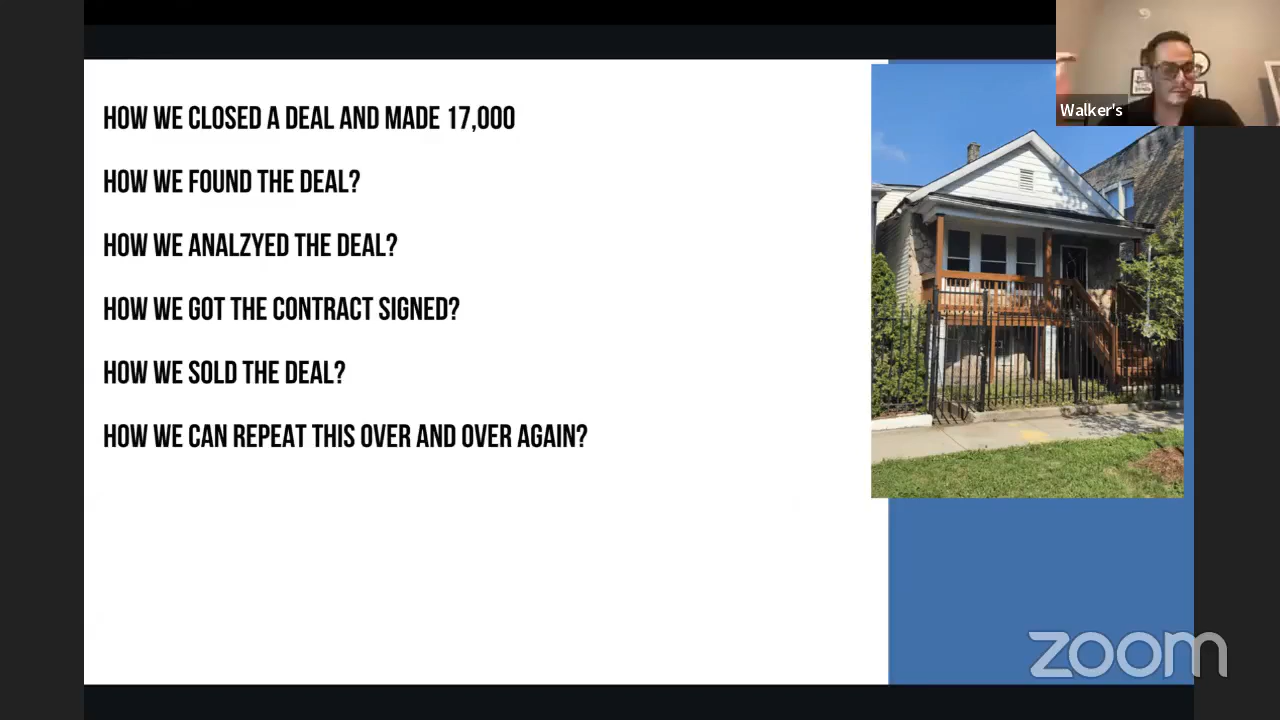 HOW WE CLOSED A DEAL AND MADE 17,000
HOW WE FOUND THE DEAL?
HOW WE ANALZYED THE DEAL?
HOW WE GOT THE CONTRACT SIGNED?
HOW WE SOLD THE DEAL?
HOW WE CAN REPEAT THIS OVER AND OVER AGAIN?
Walker's
zoom